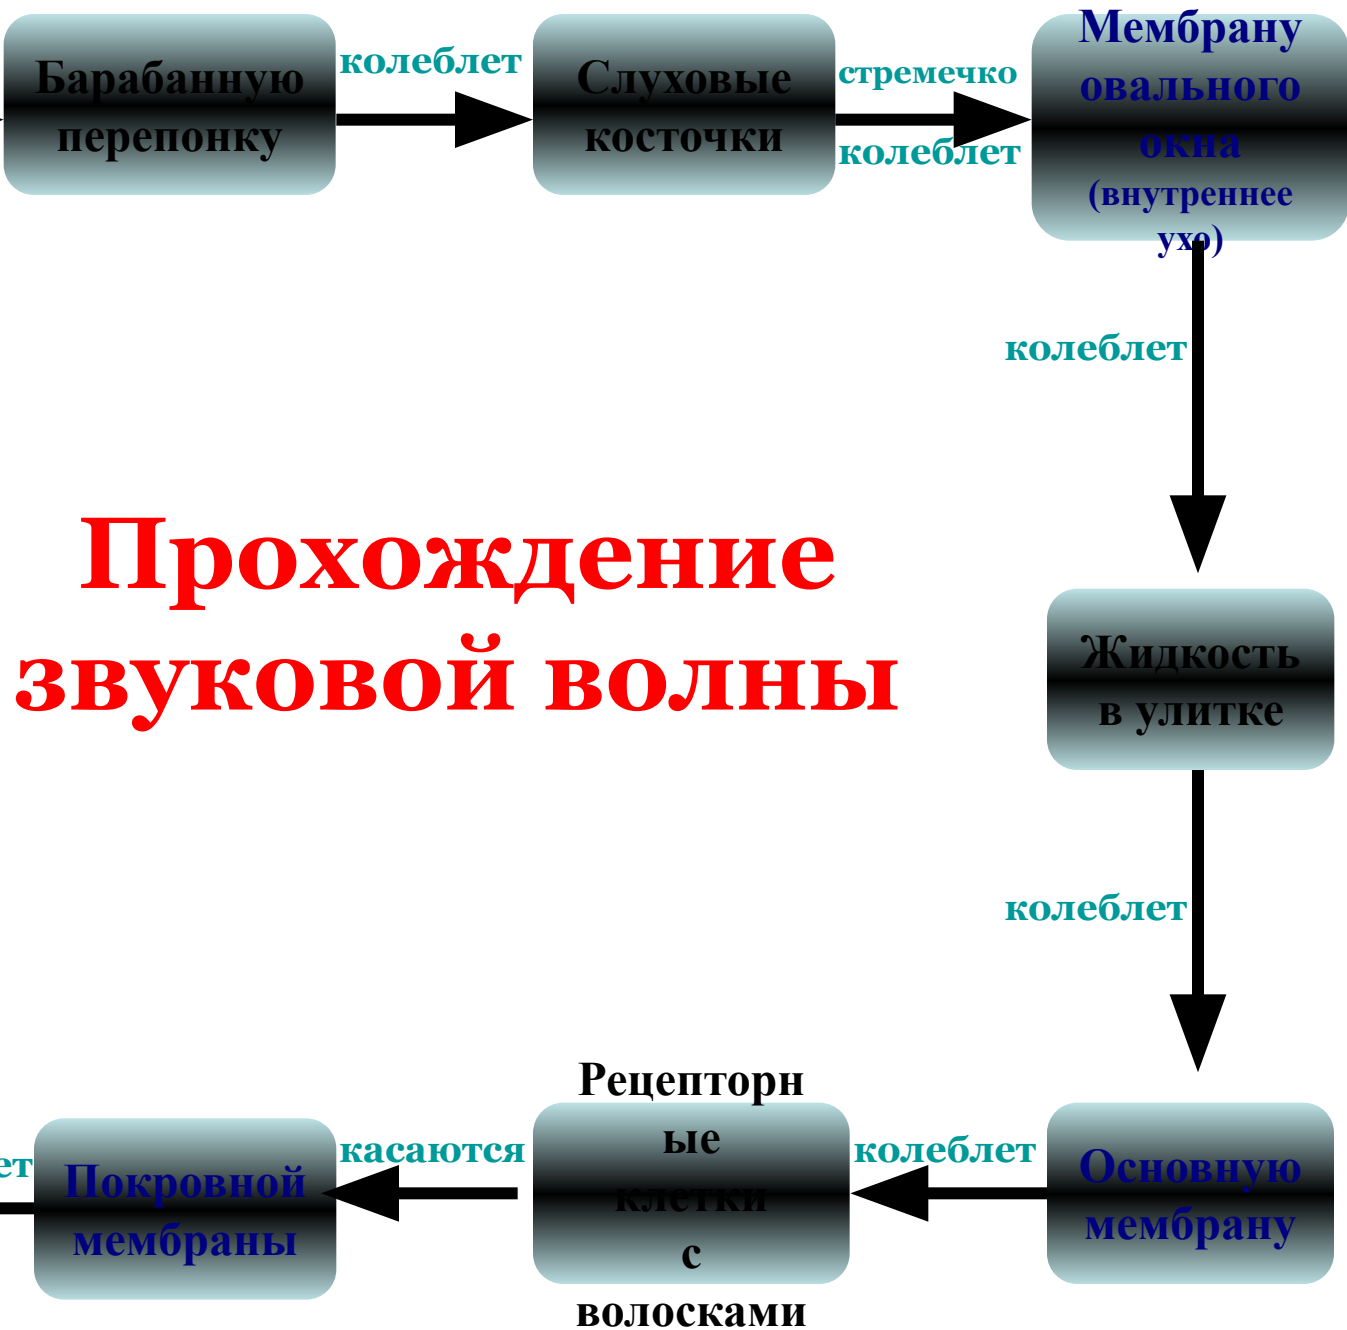 Барабанную
перепонку
колеблет
Слуховые
косточки
стремечко
колеблет
Мембрану
овального
окна
(внутреннее
ухо)
колеблет
Прохождение
звуковой волны
Жидкость
в улитке
колеблет
Основную
мембрану
колеблет
Рецепторн
ые
клетки
с
волосками
касаются
Покровной
мембраны
ет